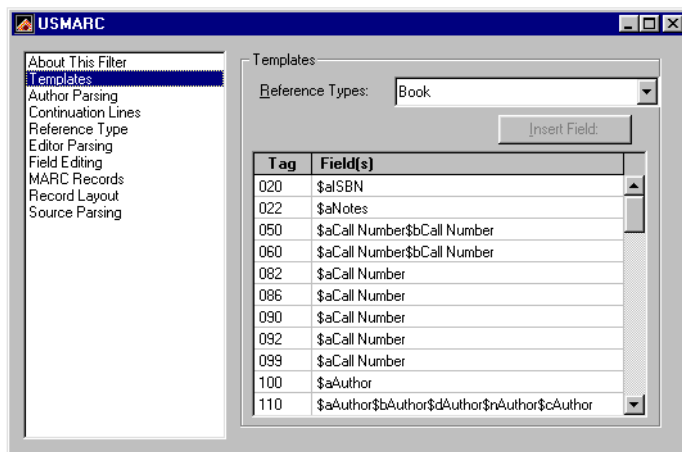 USMARC
About This Filter
Templates
Author Parsing
Continuation Lines
Reference Type
Editor Parsing
Field Editing
MARC Records
Record Layout
Source Parsing
Templates
Reference Types: Book
Insert Field:
Tag Field(s)
020 $aISBN
022 $aNotes
050 $aCall Number$bCall Number
060 $aCall Number$bCall Number
082 $aCall Number
086 $aCall Number
090 $aCall Number
092 $aCall Number
099 $aCall Number
100 $aAuthor
110 $aAuthor$bAuthor$dAuthor$nAuthor$cAuthor